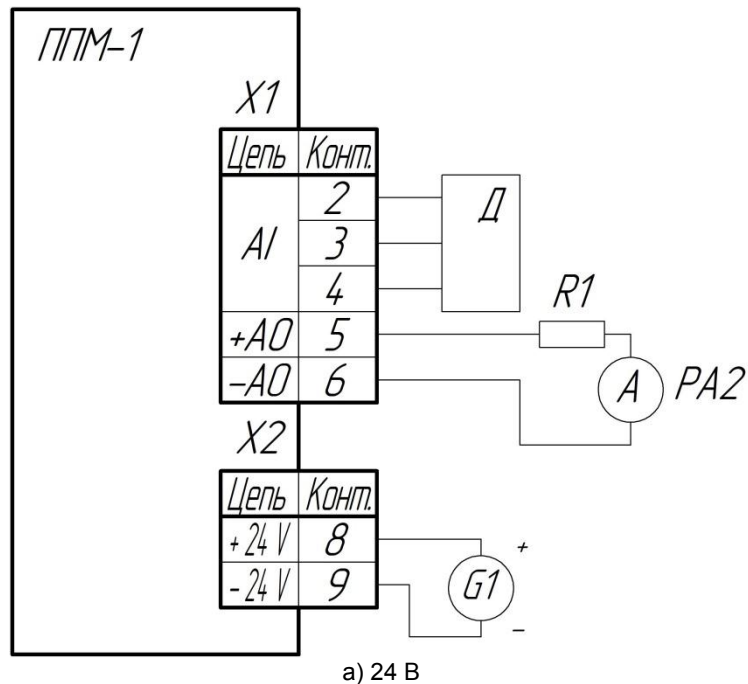 ППМ-1
X1
Цепь Конт.
AI 2
3
4
Д
+AO 5
-AO 6
R1
A PA2
X2
Цепь Конт.
+24 V 8
-24 V 9
G1
+
-
а) 24 В